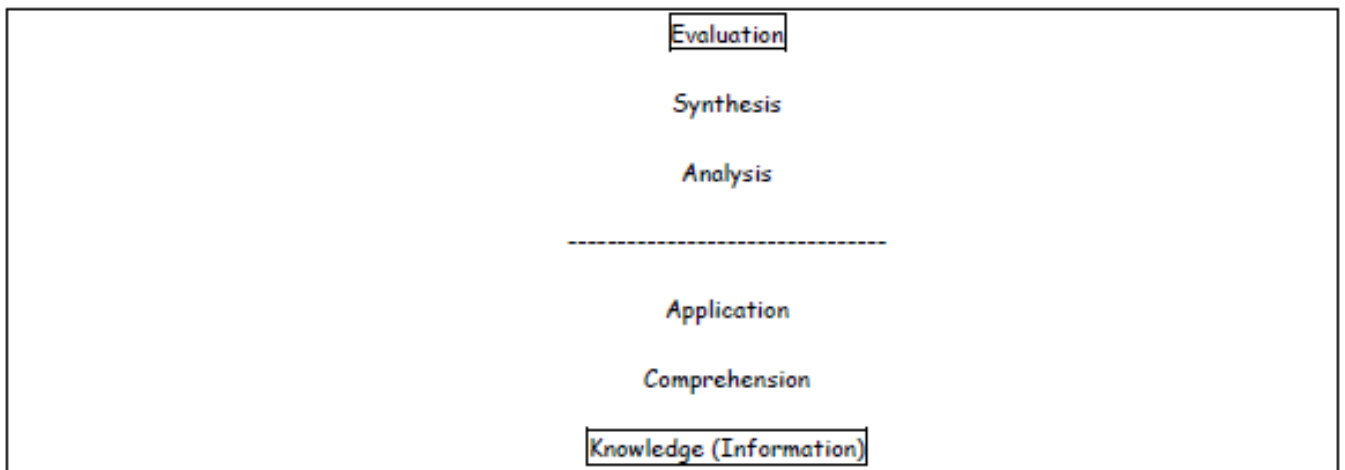 Evaluation
Synthesis
Analysis
--------------------------------
Application
Comprehension
Knowledge (Information)